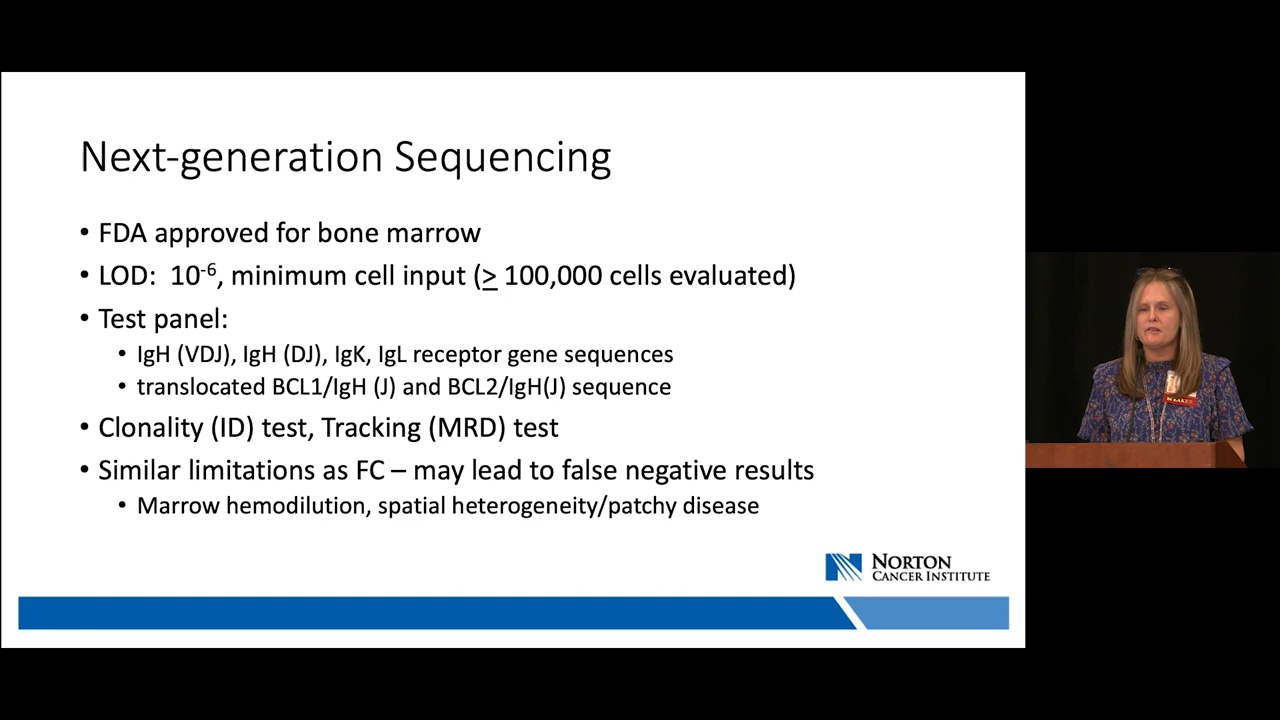 Next-generation Sequencing
• FDA approved for bone marrow
• LOD: 10⁻⁶, minimum cell input (≥ 100,000 cells evaluated)
• Test panel:
• IgH (VDJ), IgH (DJ), IgK, IgL receptor gene sequences
• translocated BCL1/IgH (J) and BCL2/IgH(J) sequence
• Clonality (ID) test, Tracking (MRD) test
• Similar limitations as FC – may lead to false negative results
• Marrow hemodilution, spatial heterogeneity/patchy disease
NORTON
CANCER INSTITUTE